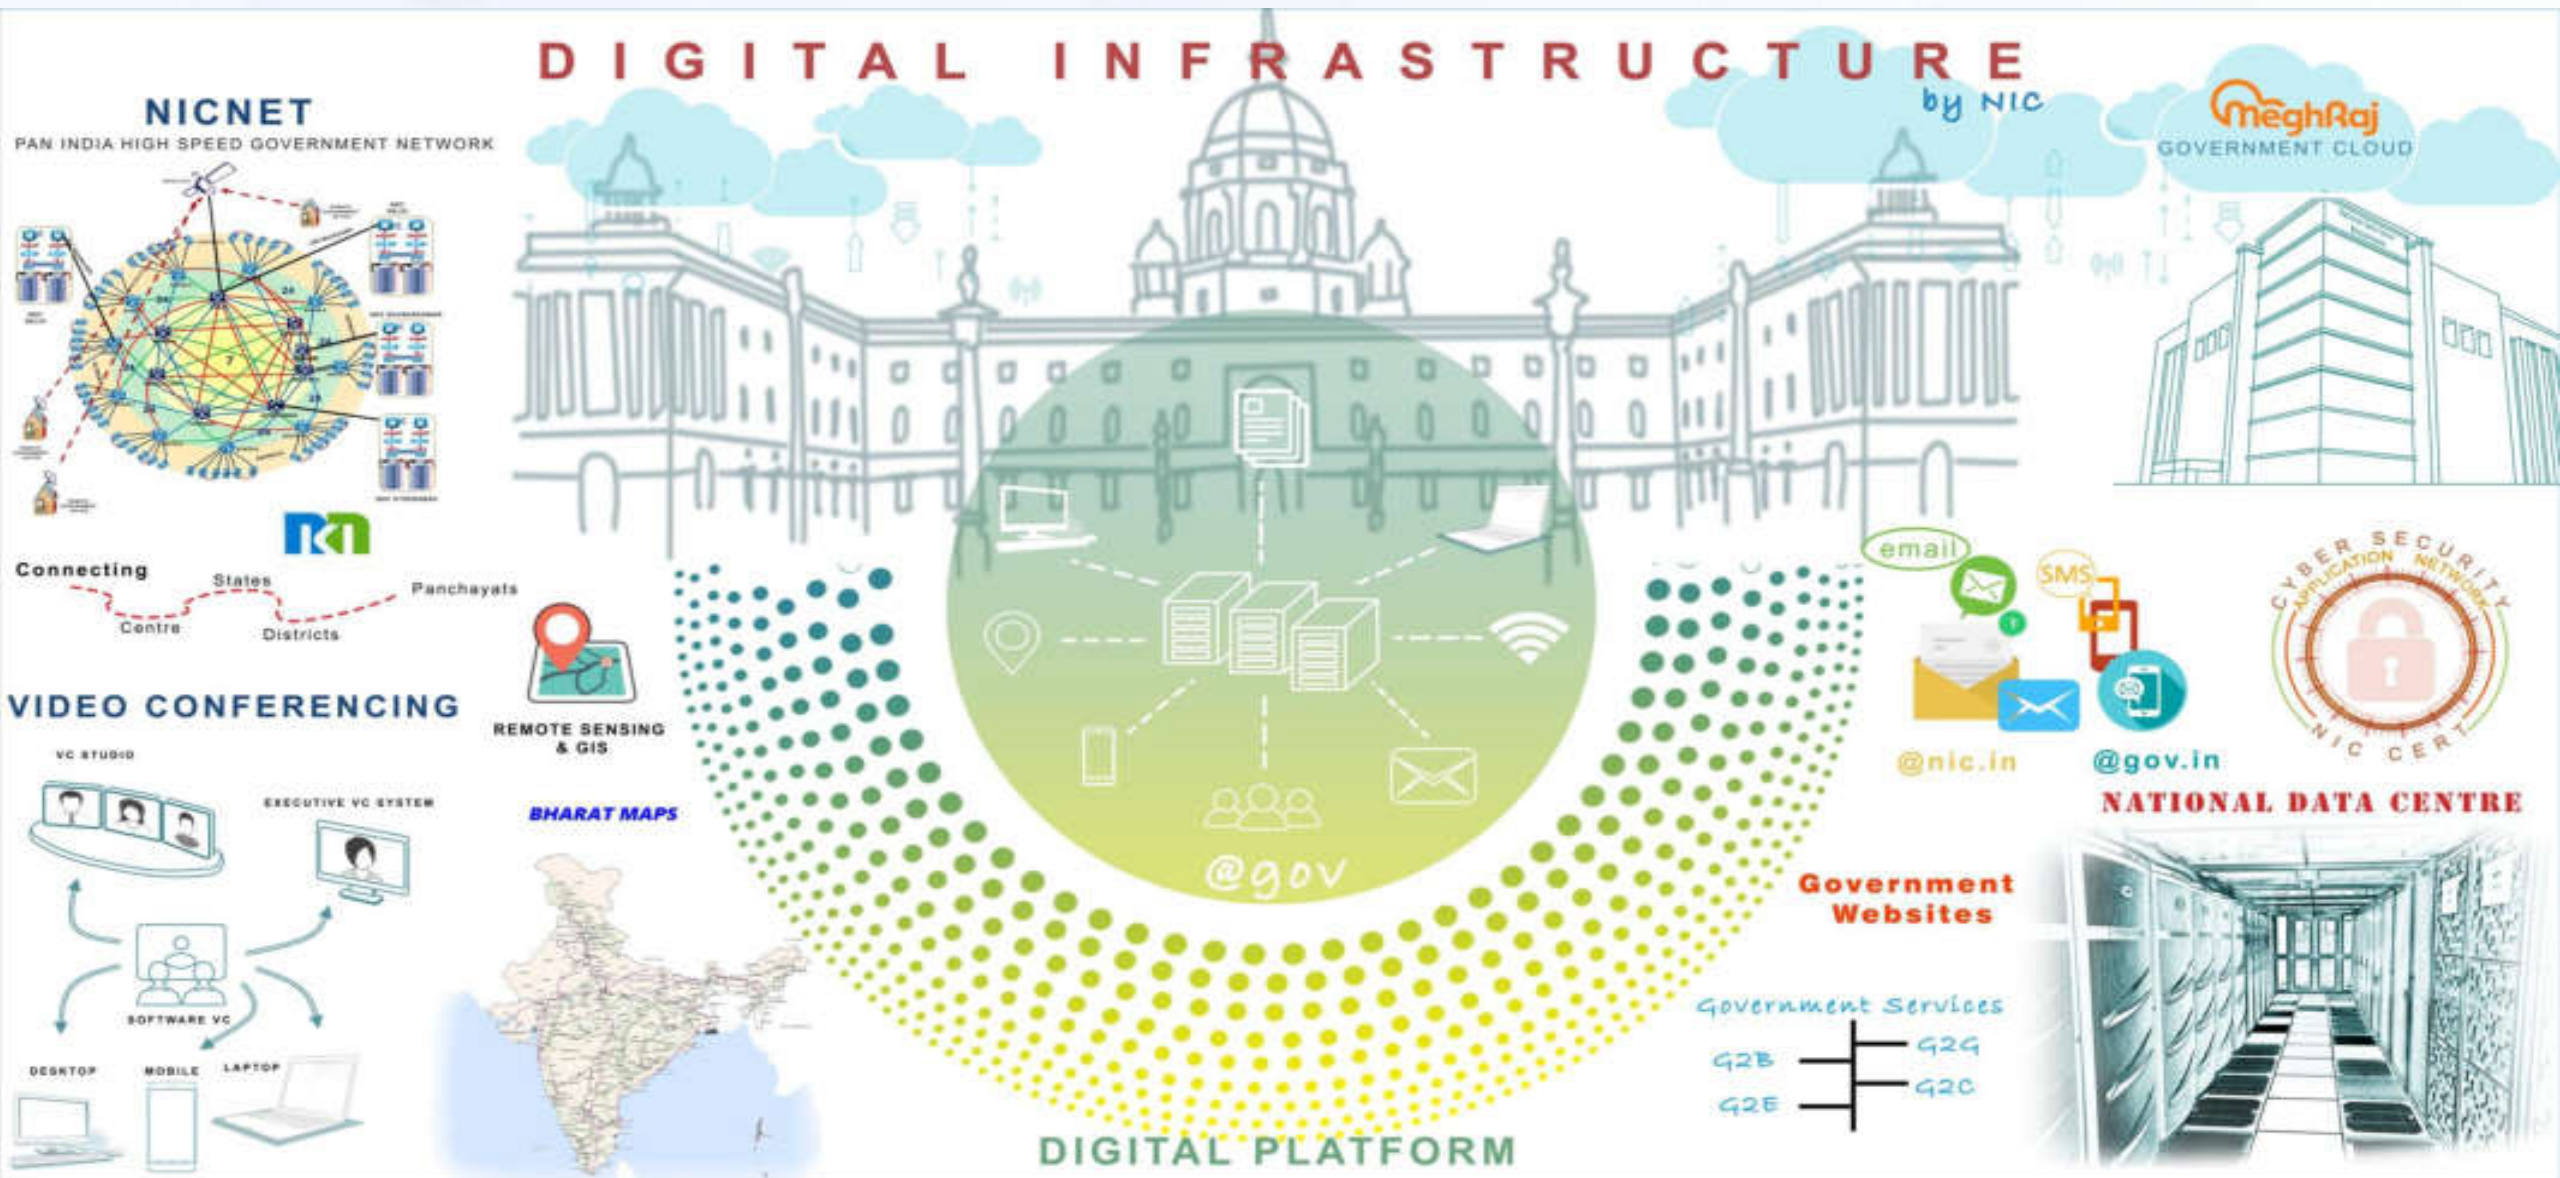 DIGITAL INFRASTRUCTURE
by NIC
NICNET
PAN INDIA HIGH SPEED GOVERNMENT NETWORK
MeghRaj
GOVERNMENT CLOUD
NKN
Connecting
Centre
States
Districts
Panchayats
VIDEO CONFERENCING
VC STUDIO
EXECUTIVE VC SYSTEM
SOFTWARE VC
DESKTOP
MOBILE
LAPTOP
REMOTE SENSING
& GIS
BHARAT MAPS
@gov
DIGITAL PLATFORM
email
SMS
@nic.in
@gov.in
CYBER SECURITY
APPLICATION NETWORK
NIC CERT
NATIONAL DATA CENTRE
Government
Websites
Government Services
G2B
G2G
G2C
G2E